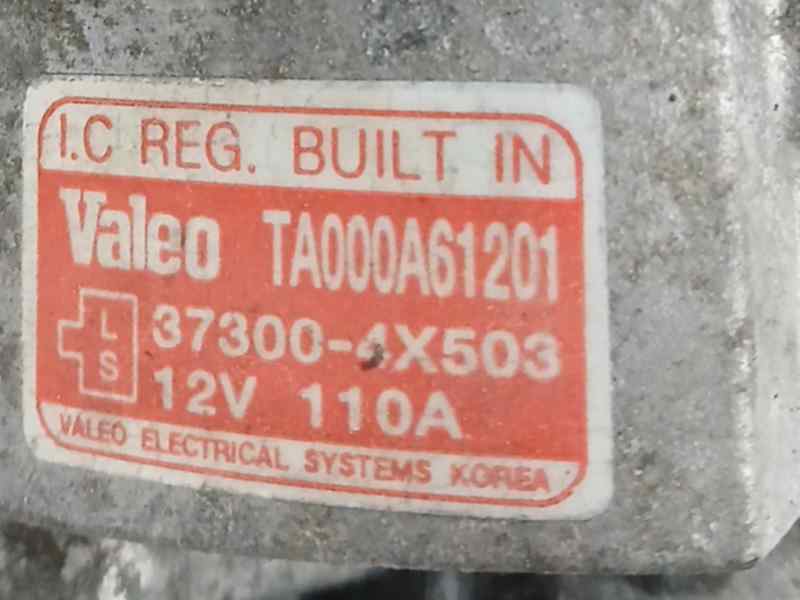 I.C REG. BUILT IN
Valeo TA000A61201
L
37300-4X503
S
12V 110A
VALEO ELECTRICAL SYSTEMS KOREA